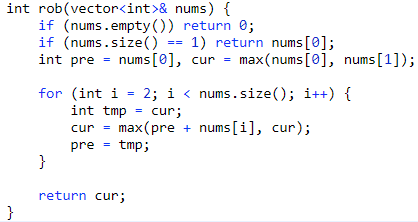 int rob(vector<int>& nums) {
    if (nums.empty()) return 0;
    if (nums.size() == 1) return nums[0];
    int pre = nums[0], cur = max(nums[0], nums[1]);

    for (int i = 2; i < nums.size(); i++) {
        int tmp = cur;
        cur = max(pre + nums[i], cur);
        pre = tmp;
    }

    return cur;
}